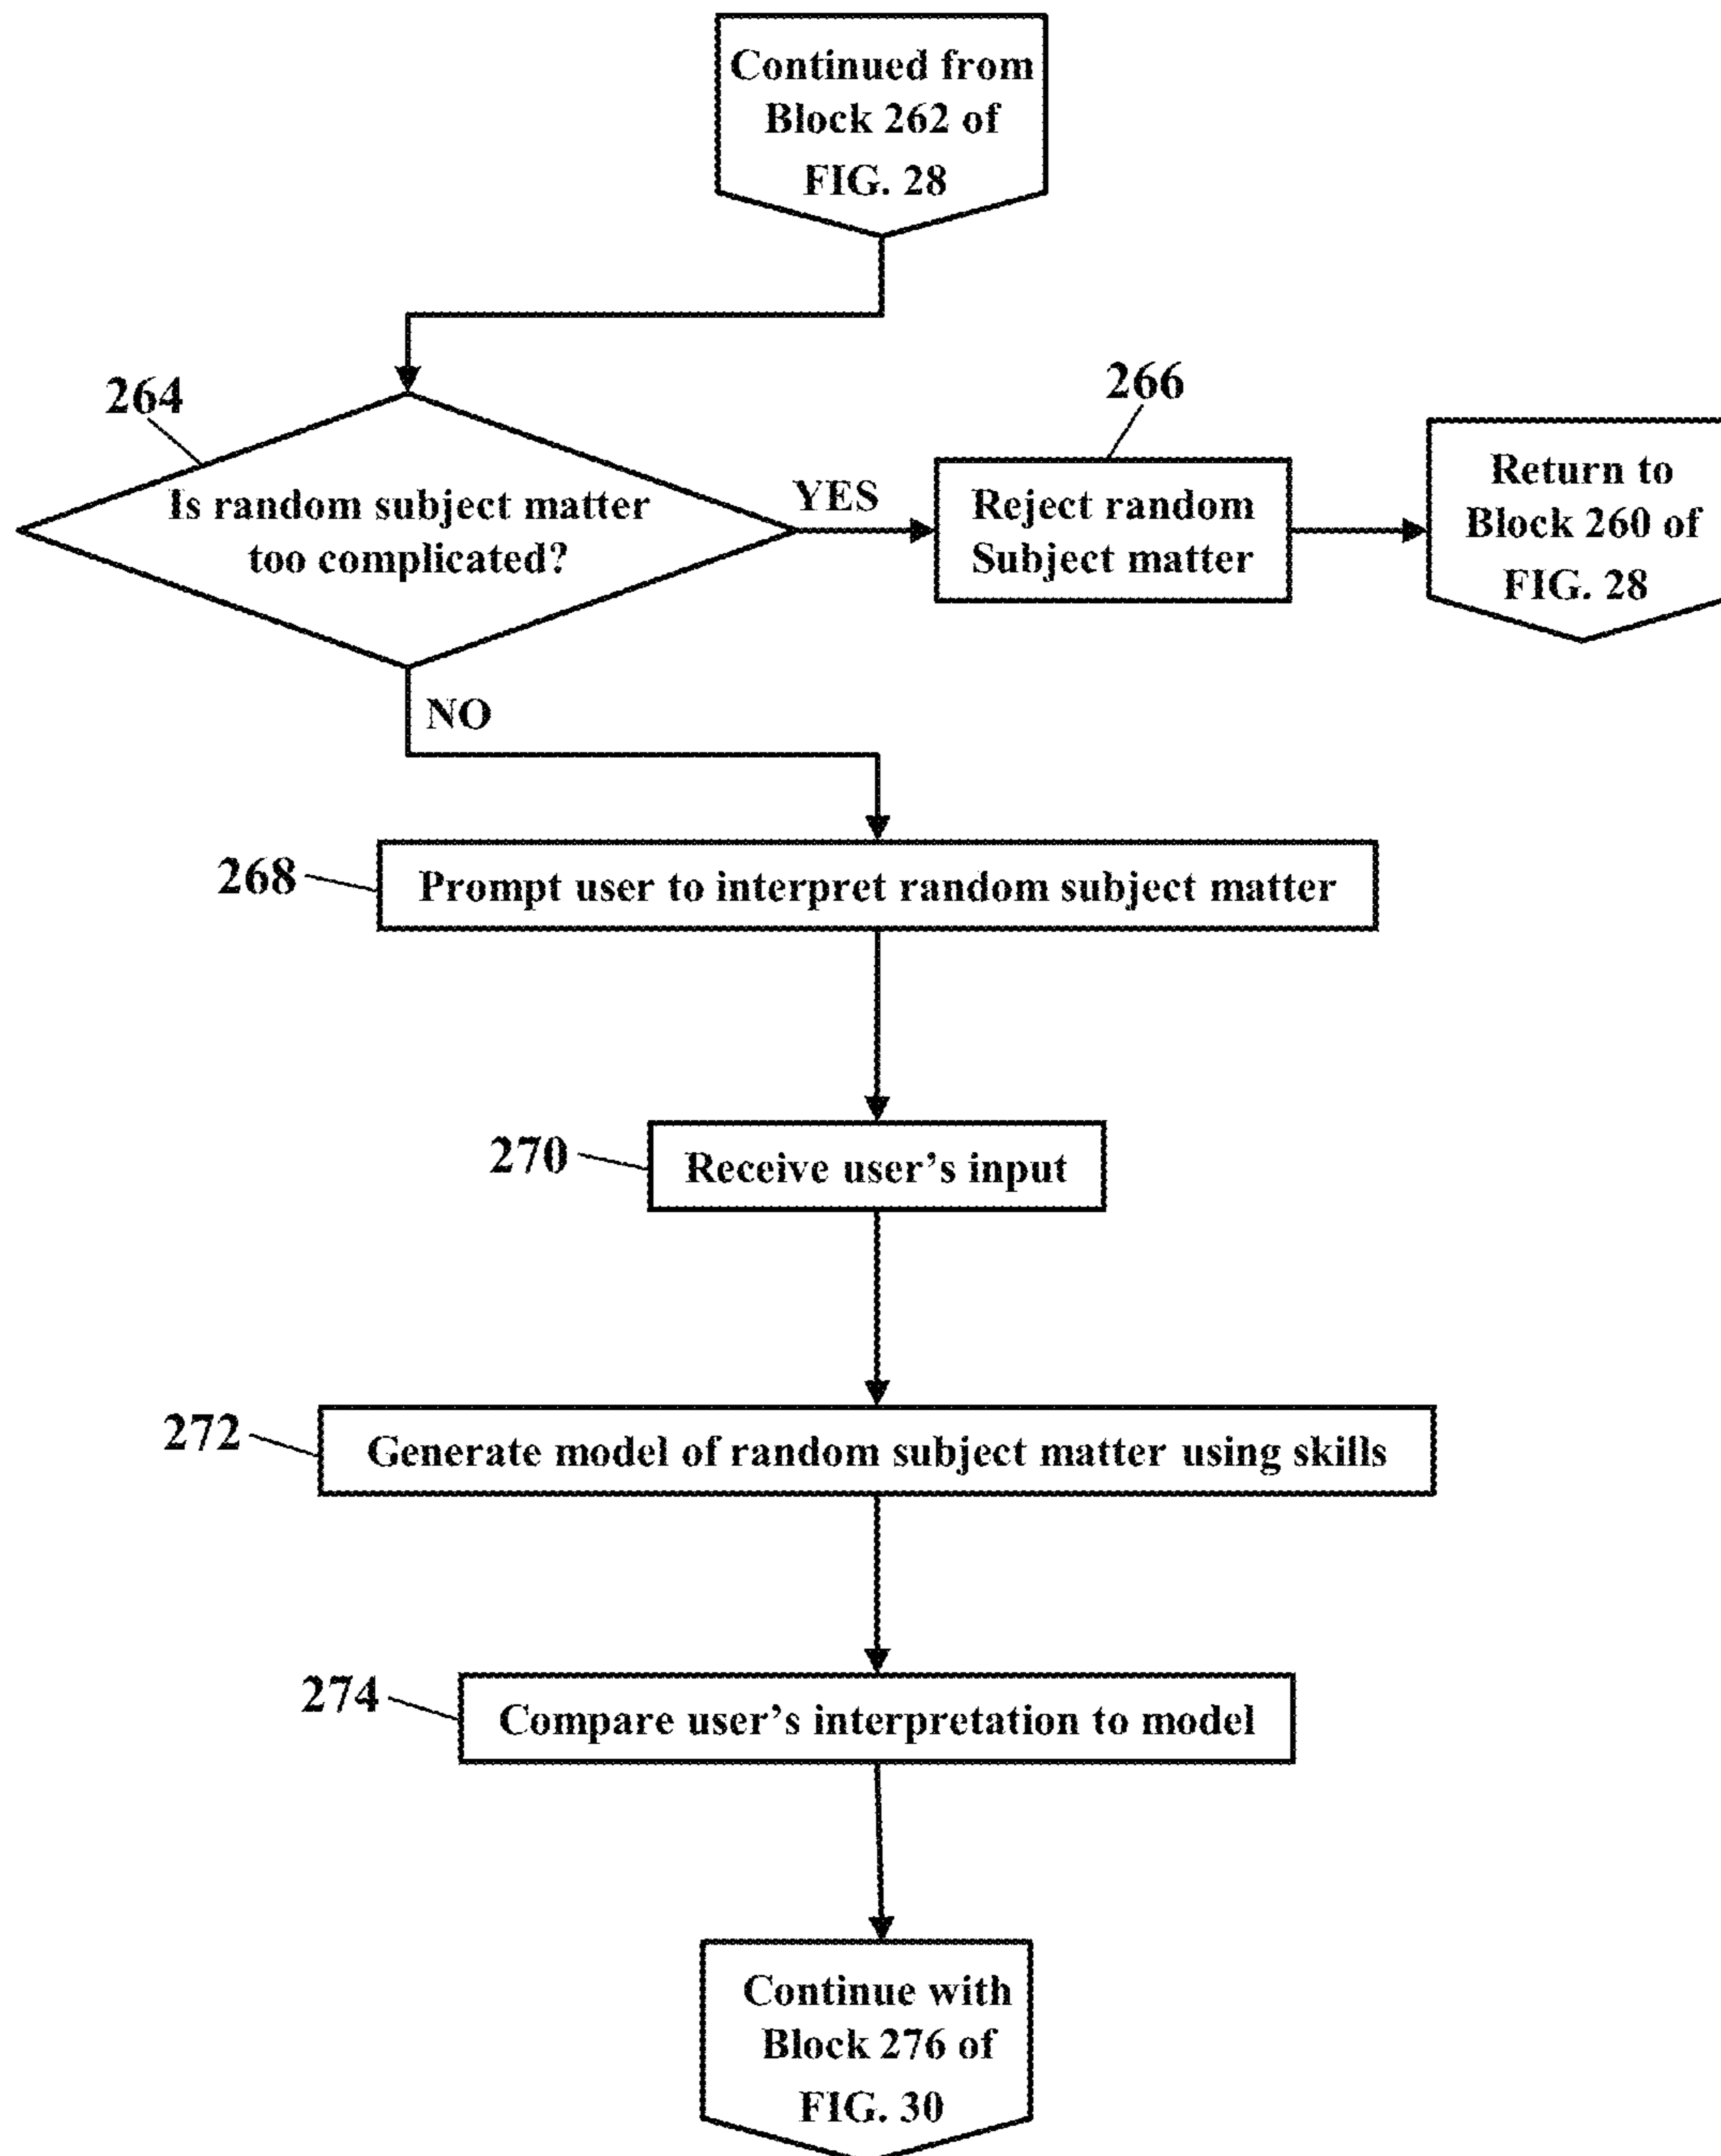 Continued from
Block 262 of
FIG. 28
264
266
Is random subject matter
too complicated?
YES
Reject random
Subject matter
Return to
Block 260 of
FIG. 28
NO
268
Prompt user to interpret random subject matter
270
Receive user’s input
272
Generate model of random subject matter using skills
274
Compare user’s interpretation to model
Continue with
Block 276 of
FIG. 30